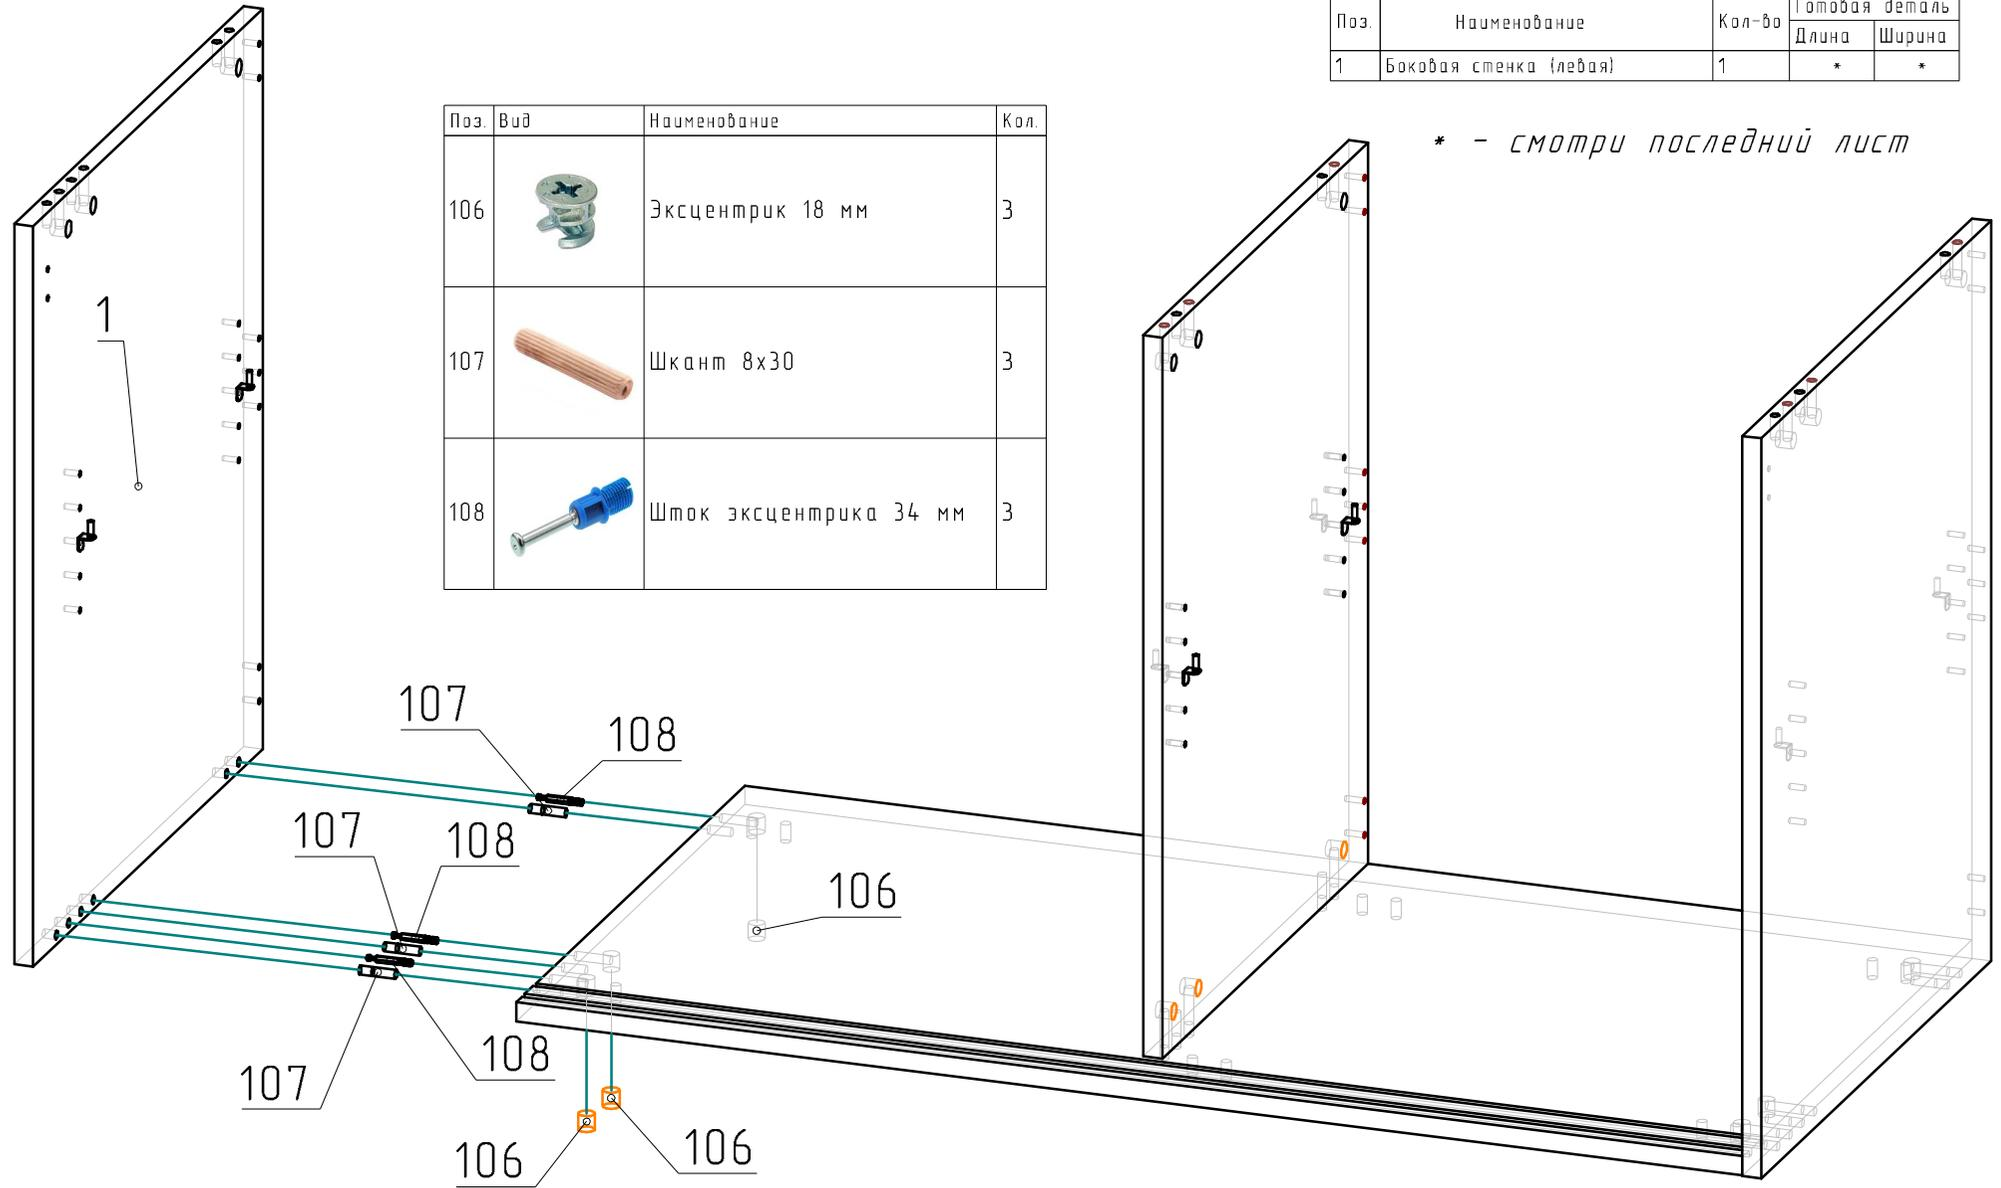 Готовая деталь
Поз. Наименование Кол-во
Длина Ширина
1 Боковая стенка (левая) 1 * *
* - смотри последний лист
Поз. Вид Наименование Кол.
106 Эксцентрик 18 мм 3
107 Шкант 8х30 3
108 Шток эксцентрика 34 мм 3
1
107
108
107
108
106
108
107
106
106